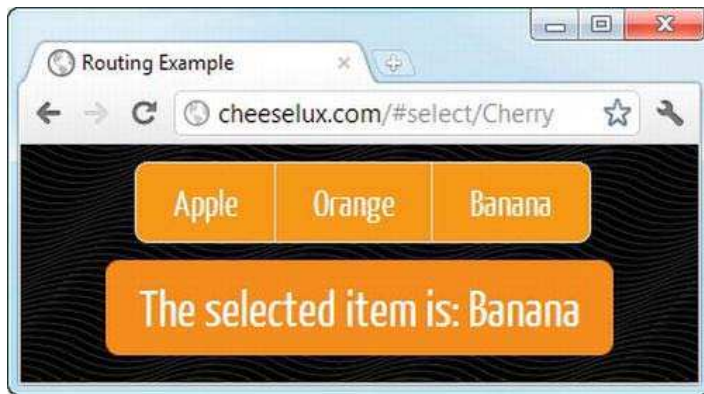 Routing Example
cheeselux.com/#select/Cherry
Apple Orange Banana
The selected item is: Banana